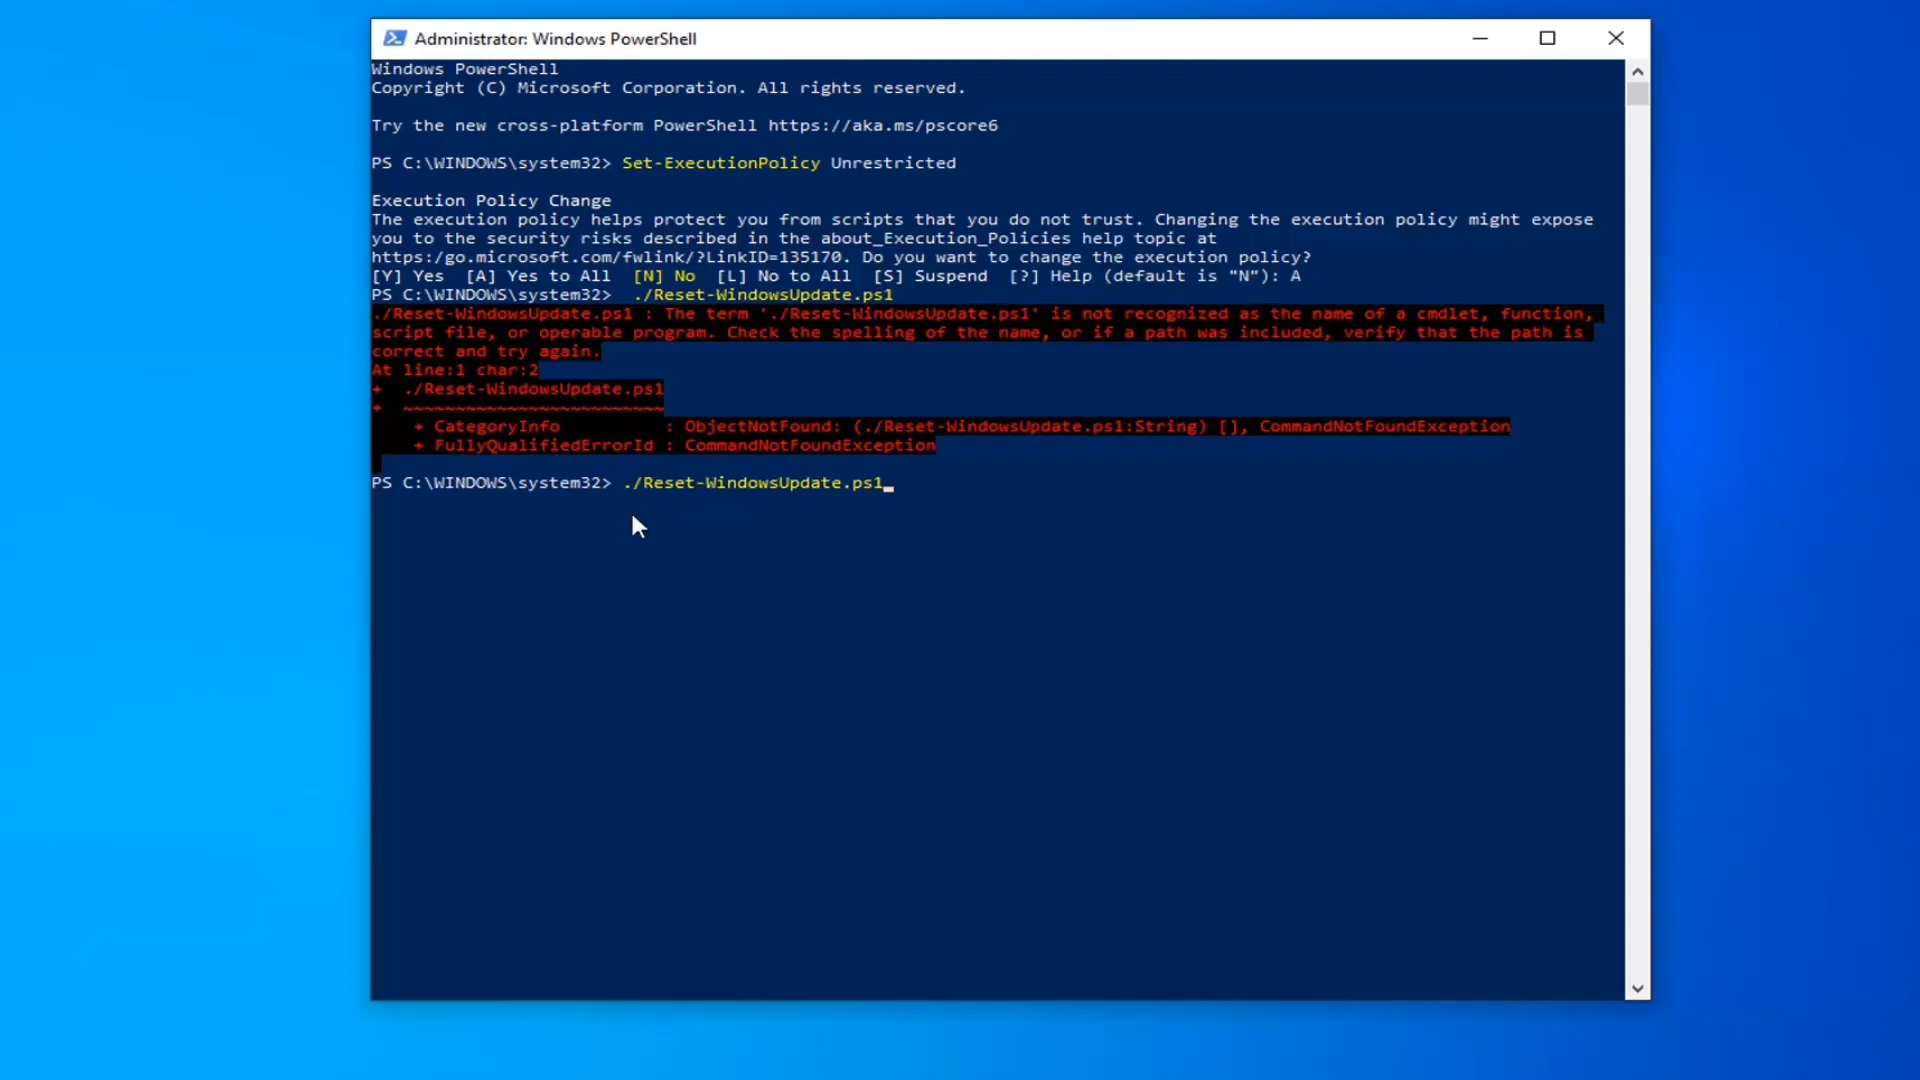 Administrator: Windows PowerShell
Windows PowerShell
Copyright (C) Microsoft Corporation. All rights reserved.
Try the new cross-platform PowerShell https://aka.ms/pscore6
PS C:\WINDOWS\system32> Set-ExecutionPolicy Unrestricted
Execution Policy Change
The execution policy helps protect you from scripts that you do not trust. Changing the execution policy might expose
you to the security risks described in the about_Execution_Policies help topic at
https:/go.microsoft.com/fwlink/?LinkID=135170. Do you want to change the execution policy?
[Y] Yes  [A] Yes to All  [N] No  [L] No to All  [S] Suspend  [?] Help (default is "N"): A
PS C:\WINDOWS\system32>  ./Reset-WindowsUpdate.ps1
./Reset-WindowsUpdate.ps1 : The term './Reset-WindowsUpdate.ps1' is not recognized as the name of a cmdlet, function,
script file, or operable program. Check the spelling of the name, or if a path was included, verify that the path is
correct and try again.
At line:1 char:2
+  ./Reset-WindowsUpdate.ps1
+  ~~~~~~~~~~~~~~~~~~~~~~~~~
    + CategoryInfo          : ObjectNotFound: (./Reset-WindowsUpdate.ps1:String) [], CommandNotFoundException
    + FullyQualifiedErrorId : CommandNotFoundException
PS C:\WINDOWS\system32> ./Reset-WindowsUpdate.ps1_